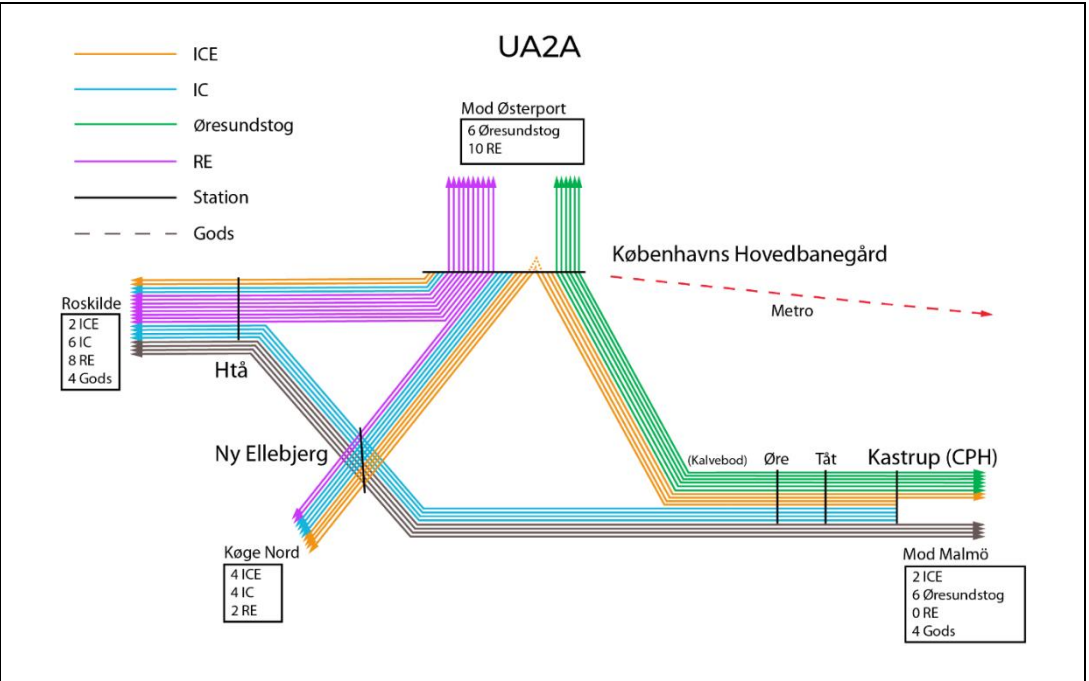 UA2A
ICE
IC
Øresundstog
RE
Station
Gods
Mod Østerport
6 Øresundstog
10 RE
Københavns Hovedbanegård
Metro
Roskilde
2 ICE
6 IC
8 RE
4 Gods
Htå
Ny Ellebjerg
(Kalvebod)
Øre
Tåt
Kastrup (CPH)
Køge Nord
4 ICE
4 IC
2 RE
Mod Malmö
2 ICE
6 Øresundstog
0 RE
4 Gods